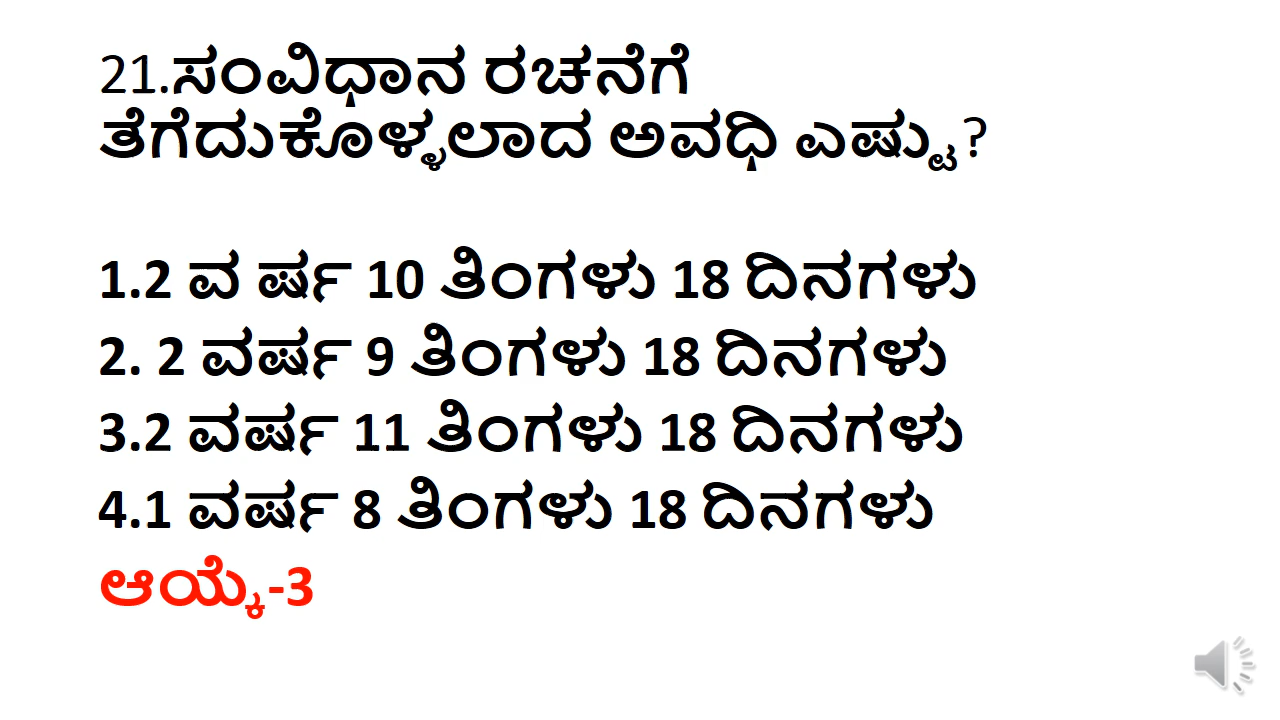 21.ಸಂವಿಧಾನ ರಚನೆಗೆ
ತೆಗೆದುಕೊಳ್ಳಲಾದ ಅವಧಿ ಎಷ್ಟು?
1.2 ವ ರ್ಷ 10 ತಿಂಗಳು 18 ದಿನಗಳು
2. 2 ವರ್ಷ 9 ತಿಂಗಳು 18 ದಿನಗಳು
3.2 ವರ್ಷ 11 ತಿಂಗಳು 18 ದಿನಗಳು
4.1 ವರ್ಷ 8 ತಿಂಗಳು 18 ದಿನಗಳು
ಆಯ್ಕೆ-3